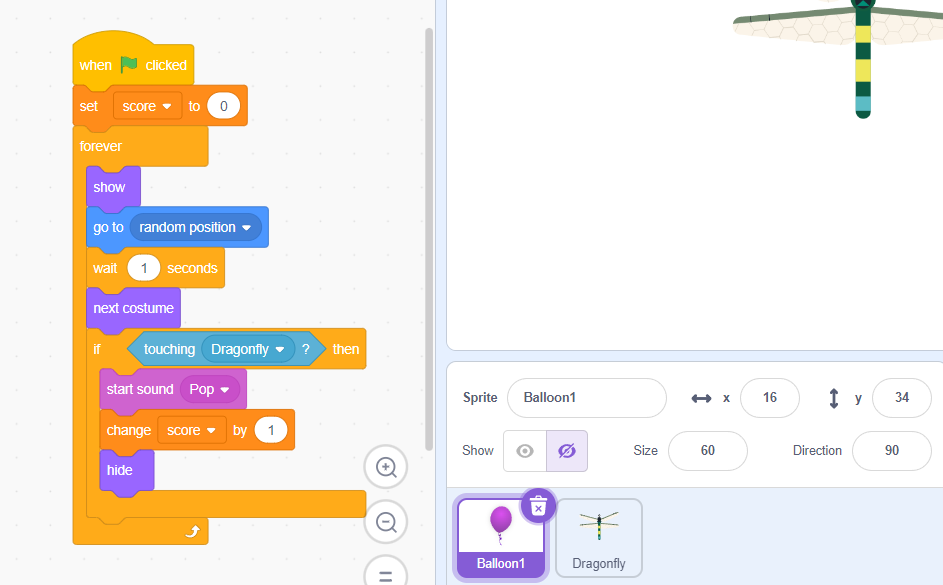 when clicked
set score to 0
forever
show
go to random position
wait 1 seconds
next costume
if touching Dragonfly ? then
start sound Pop
change score by 1
hide
Sprite Balloon1 x 16 y 34
Show Size 60 Direction 90
Balloon1 Dragonfly